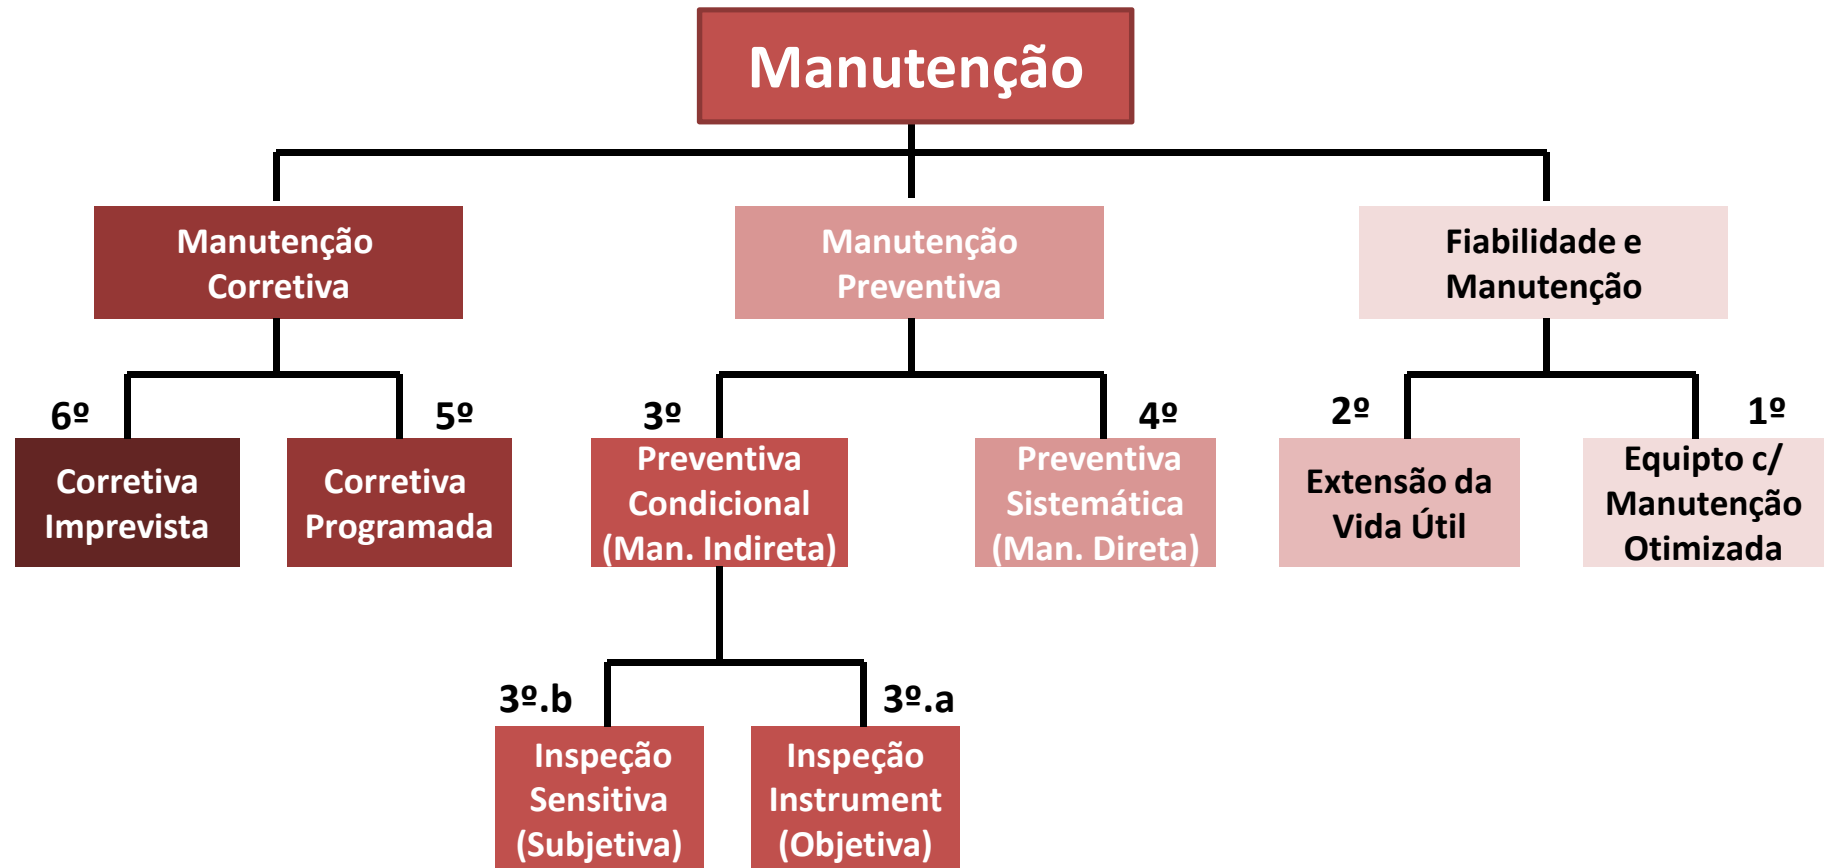 Manutenção
Manutenção
Corretiva
Manutenção
Preventiva
Fiabilidade e
Manutenção
6º
Corretiva
Imprevista
5º
Corretiva
Programada
3º
Preventiva
Condicional
(Man. Indireta)
4º
Preventiva
Sistemática
(Man. Direta)
2º
Extensão da
Vida Útil
1º
Equipto c/
Manutenção
Otimizada
3º.b
Inspeção
Sensitiva
(Subjetiva)
3º.a
Inspeção
Instrument
(Objetiva)